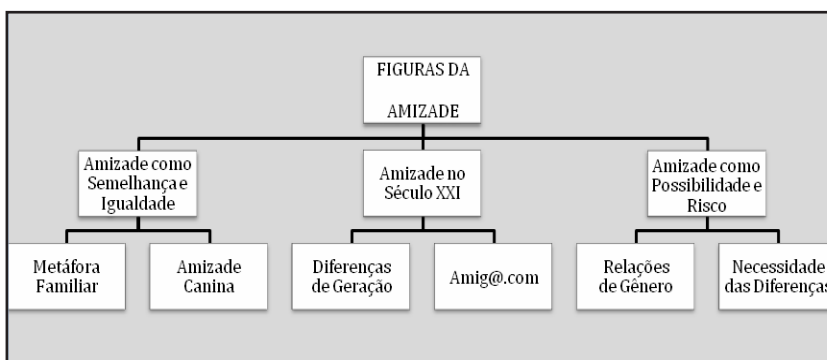 FIGURAS DA
AMIZADE
Amizade como
Semelhança e
Igualdade
Amizade no
Século XXI
Amizade como
Possibilidade e
Risco
Metáfora
Familiar
Amizade
Canina
Diferenças
de Geração
Amig@.com
Relações
de Gênero
Necessidade
das Diferenças